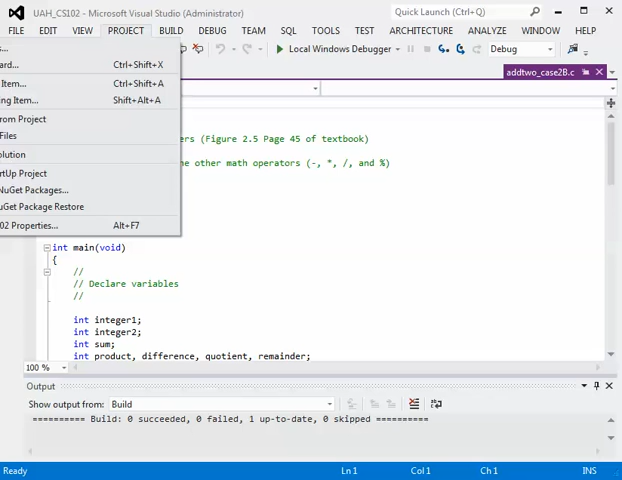 UAH_CS102 - Microsoft Visual Studio (Administrator)
Quick Launch (Ctrl+Q)
FILE EDIT VIEW PROJECT BUILD DEBUG TEAM SQL TOOLS TEST ARCHITECTURE ANALYZE WINDOW HELP
Local Windows Debugger Debug
s...
ard... Ctrl+Shift+X
Item... Ctrl+Shift+A
ing Item... Shift+Alt+A
rom Project
Files
olution
rtUp Project
NuGet Packages...
uGet Package Restore
02 Properties... Alt+F7
addtwo_case2B.c
ers (Figure 2.5 Page 45 of textbook)
ne other math operators (-, *, /, and %)
int main(void)
{
//
// Declare variables
//
int integer1;
int integer2;
int sum;
int product, difference, quotient, remainder;
100 %
Output
Show output from: Build
========== Build: 0 succeeded, 0 failed, 1 up-to-date, 0 skipped ==========
Ready Ln 1 Col 1 Ch 1 INS